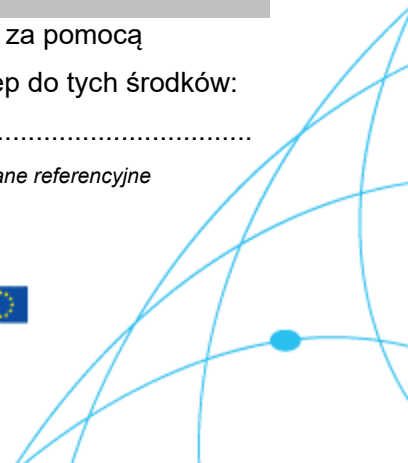 za pomocą
ep do tych środków:
................................
ane referencyjne